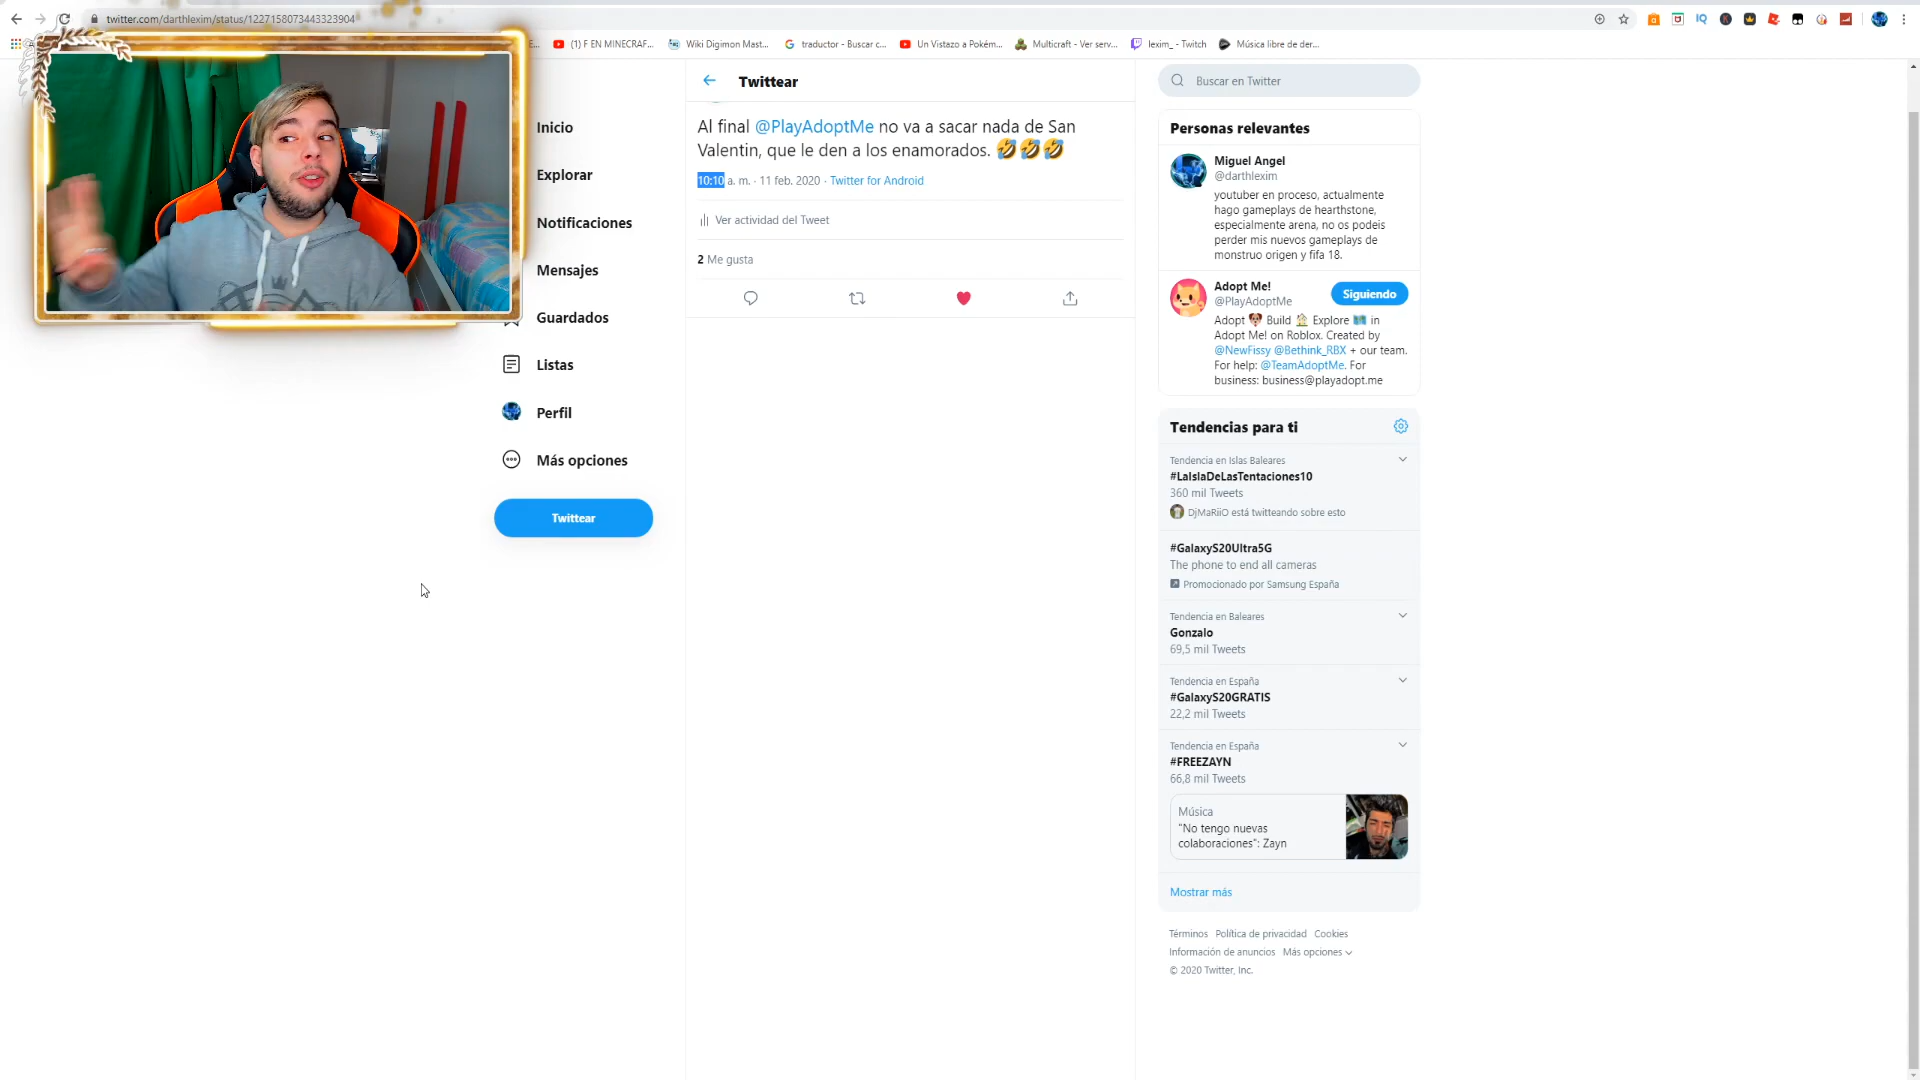 twitter.com/darthlexim/status/1227158073443323904
(1) F EN MINECRAF...
Wiki Digimon Mast...
traductor - Buscar c...
Un Vistazo a Pokém...
Multicraft - Ver serv...
lexim_ - Twitch
Música libre de der...
Inicio
Explorar
Notificaciones
Mensajes
Guardados
Listas
Perfil
Más opciones
Twittear
Twittear
Al final @PlayAdoptMe no va a sacar nada de San
Valentin, que le den a los enamorados. 🤣🤣🤣
10:10 a. m. · 11 feb. 2020 · Twitter for Android
Ver actividad del Tweet
2 Me gusta
Buscar en Twitter
Personas relevantes
Miguel Angel
@darthlexim
youtuber en proceso, actualmente
hago gameplays de hearthstone,
especialmente arena, no os podeis
perder mis nuevos gameplays de
monstruo origen y fifa 18.
Adopt Me!
@PlayAdoptMe
Siguiendo
Adopt 🐶 Build 🏠 Explore 🗺️ in
Adopt Me! on Roblox. Created by
@NewFissy @Bethink_RBX + our team.
For help: @TeamAdoptMe. For
business: business@playadopt.me
Tendencias para ti
Tendencia en Islas Baleares
#LaIslaDeLasTentaciones10
360 mil Tweets
DjMaRiiO está twitteando sobre esto
#GalaxyS20Ultra5G
The phone to end all cameras
Promocionado por Samsung España
Tendencia en Baleares
Gonzalo
69,5 mil Tweets
Tendencia en España
#GalaxyS20GRATIS
22,2 mil Tweets
Tendencia en España
#FREEZAYN
66,8 mil Tweets
Música
"No tengo nuevas
colaboraciones": Zayn
Mostrar más
Términos Política de privacidad Cookies
Información de anuncios Más opciones
© 2020 Twitter, Inc.